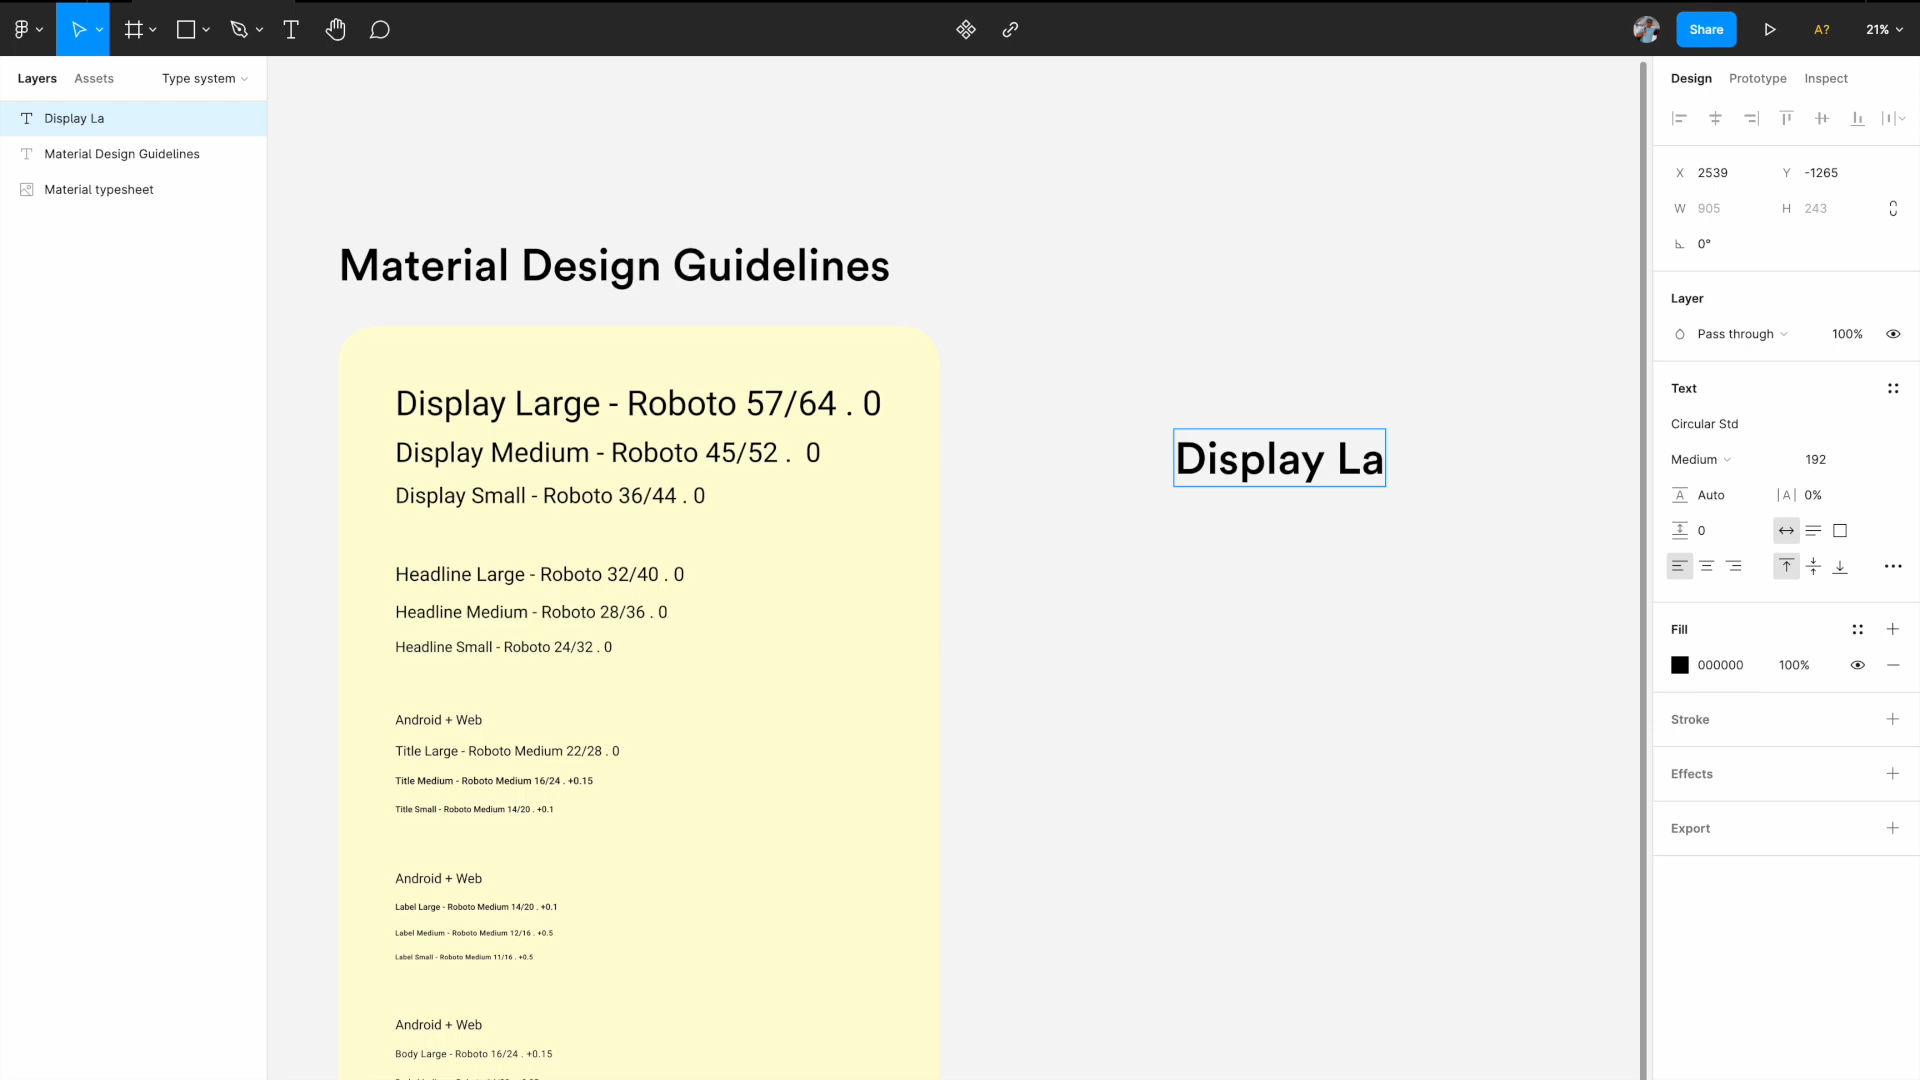 Share
A?
21%
Layers
Assets
Type system
Display La
Material Design Guidelines
Material typesheet
Material Design Guidelines
Display Large - Roboto 57/64 . 0
Display Medium - Roboto 45/52 . 0
Display Small - Roboto 36/44 . 0
Headline Large - Roboto 32/40 . 0
Headline Medium - Roboto 28/36 . 0
Headline Small - Roboto 24/32 . 0
Android + Web
Title Large - Roboto Medium 22/28 . 0
Title Medium - Roboto Medium 16/24 . +0.15
Title Small - Roboto Medium 14/20 . +0.1
Android + Web
Label Large - Roboto Medium 14/20 . +0.1
Label Medium - Roboto Medium 12/16 . +0.5
Label Small - Roboto Medium 11/16 . +0.5
Android + Web
Body Large - Roboto 16/24 . +0.15
Display La
Design
Prototype
Inspect
X 2539 Y -1265
W 905 H 243
0°
Layer
Pass through 100%
Text
Circular Std
Medium 192
Auto |A| 0%
0
Fill
000000 100%
Stroke
Effects
Export